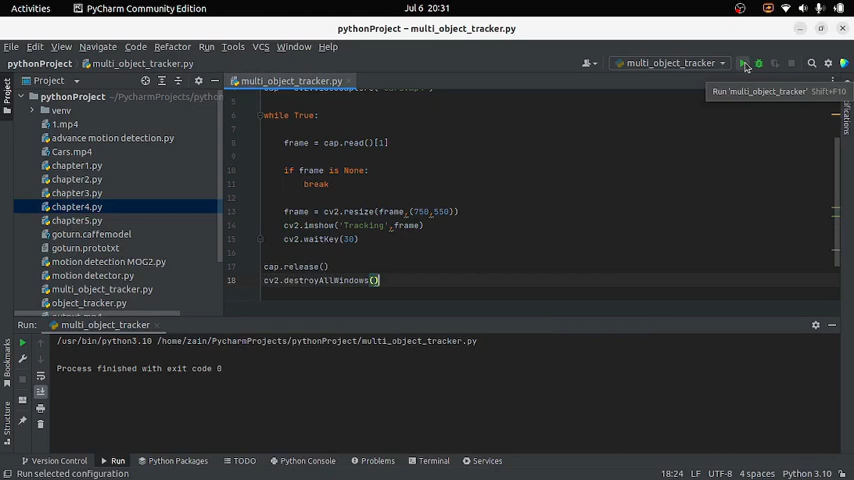 Activities
PyCharm Community Edition
Jul 6 20:31
pythonProject – multi_object_tracker.py
File Edit View Navigate Code Refactor Run Tools VCS Git Window Help
pythonProject multi_object_tracker.py
multi_object_tracker
Project
multi_object_tracker.py
Run 'multi_object_tracker' Shift+F10
Project
pythonProject ~/PycharmProjects/pythonProject
venv
1.mp4
advance motion detection.py
Cars.mp4
chapter1.py
chapter2.py
chapter3.py
chapter4.py
chapter5.py
goturn.caffemodel
goturn.prototxt
motion detection MOG2.py
motion detector.py
multi_object_tracker.py
object_tracker.py
5
6 while True:
7
8 frame = cap.read()[1]
9
10 if frame is None:
11 break
12
13 frame = cv2.resize(frame,(750,550))
14 cv2.imshow('Tracking',frame)
15 cv2.waitKey(30)
16
17 cap.release()
18 cv2.destroyAllWindows()
Run: multi_object_tracker
/usr/bin/python3.10 /home/zain/PycharmProjects/pythonProject/multi_object_tracker.py
Process finished with exit code 0
Bookmarks
Structure
Version Control Run Python Packages TODO Python Console Problems Terminal Services
Run selected configuration
18:24 LF UTF-8 4 spaces Python 3.10